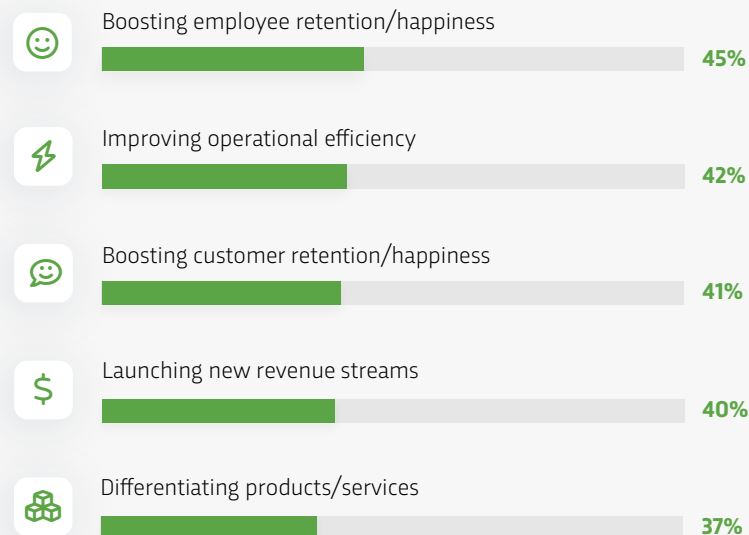 Boosting employee retention/happiness
45%
Improving operational efficiency
42%
Boosting customer retention/happiness
41%
Launching new revenue streams
40%
Differentiating products/services
37%